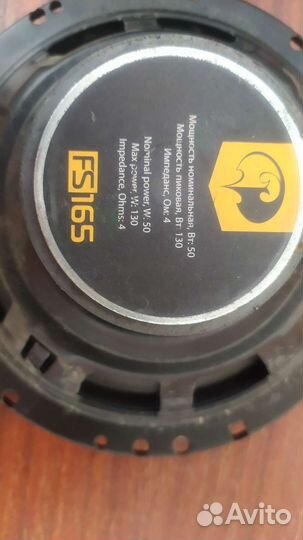 Мощность номинальная, Вт: 50
Мощность пиковая, Вт: 130
Импеданс, Ом: 4
Nominal power, W: 50
Max power, W: 130
Impedance, Ohms: 4
FS165
Avito